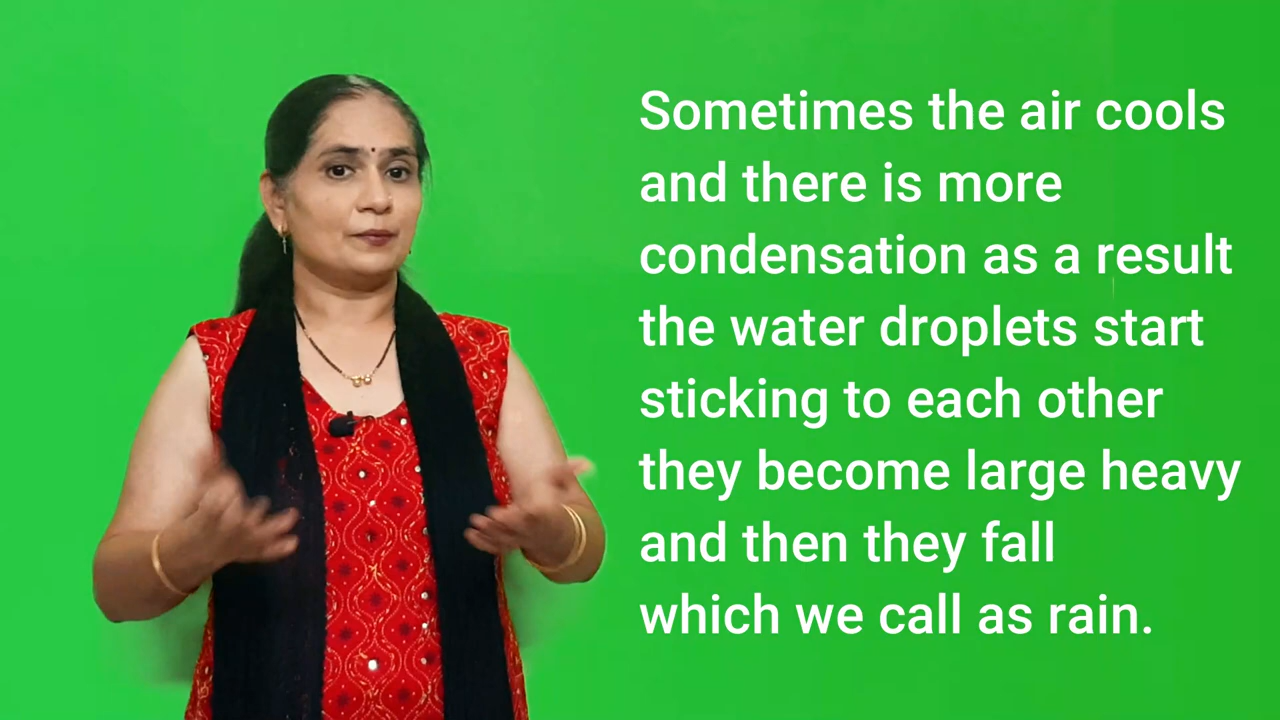 Sometimes the air cools
and there is more
condensation as a result
the water droplets start
sticking to each other
they become large heavy
and then they fall
which we call as rain.